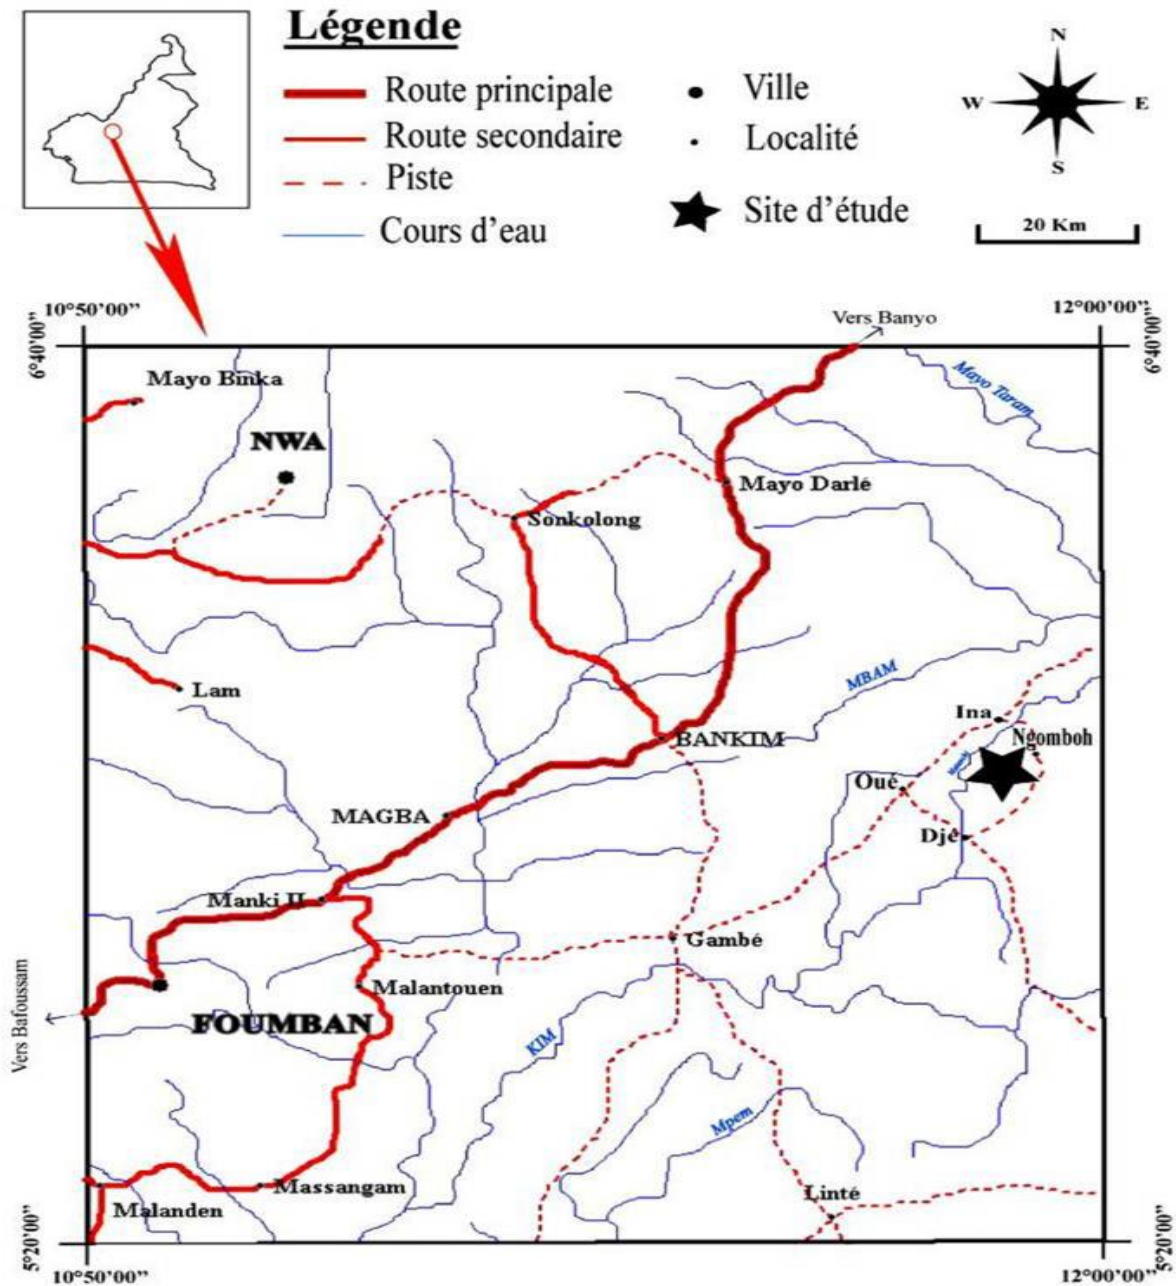 Légende
Route principale
Route secondaire
Piste
Cours d'eau
Ville
Localité
Site d'étude
N
W
E
S
20 Km
10°50'00"
12°00'00"
6°40'00"
6°40'00"
Vers Banyo
Mayo Binka
Mayo Taram
NWA
Mayo Darlé
Sonkolong
MBAM
Lam
Ina
BANKIM
Ngomboh
Oué
MAGBA
Djé
Manki II
Gambé
Malantouen
FOUMBAN
Vers Bafoussam
KIM
Mpem
Massangam
Linté
Malanden
5°20'00"
5°20'00"
10°50'00"
12°00'00"